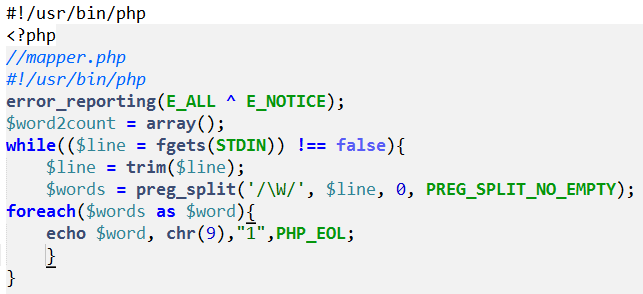 #!/usr/bin/php
<?php
//mapper.php
#!/usr/bin/php
error_reporting(E_ALL ^ E_NOTICE);
$word2count = array();
while(($line = fgets(STDIN)) !== false){
    $line = trim($line);
    $words = preg_split('/\W/', $line, 0, PREG_SPLIT_NO_EMPTY);
foreach($words as $word){
    echo $word, chr(9),"1",PHP_EOL;
    }
}